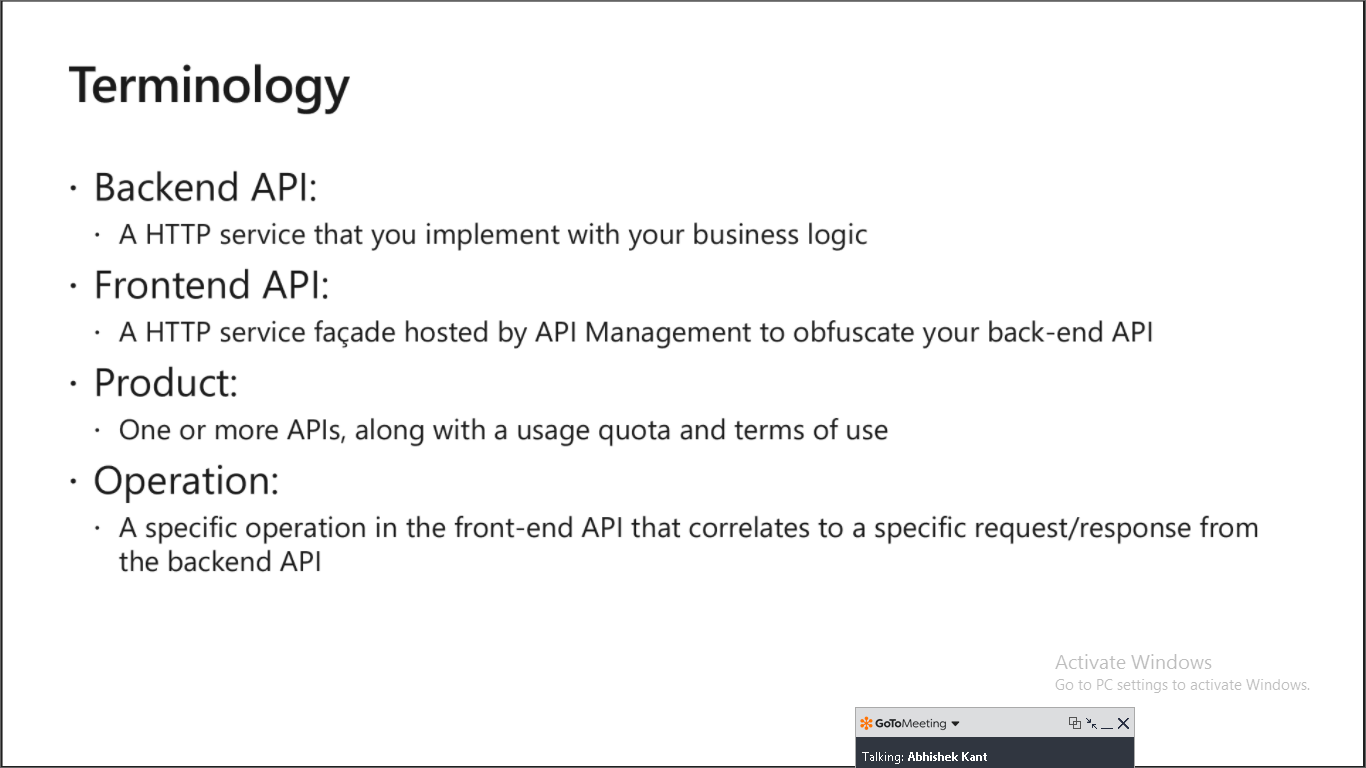 Terminology
· Backend API:
· A HTTP service that you implement with your business logic
· Frontend API:
· A HTTP service façade hosted by API Management to obfuscate your back-end API
· Product:
· One or more APIs, along with a usage quota and terms of use
· Operation:
· A specific operation in the front-end API that correlates to a specific request/response from
the backend API
Activate Windows
Go to PC settings to activate Windows.
GoToMeeting
Talking: Abhishek Kant